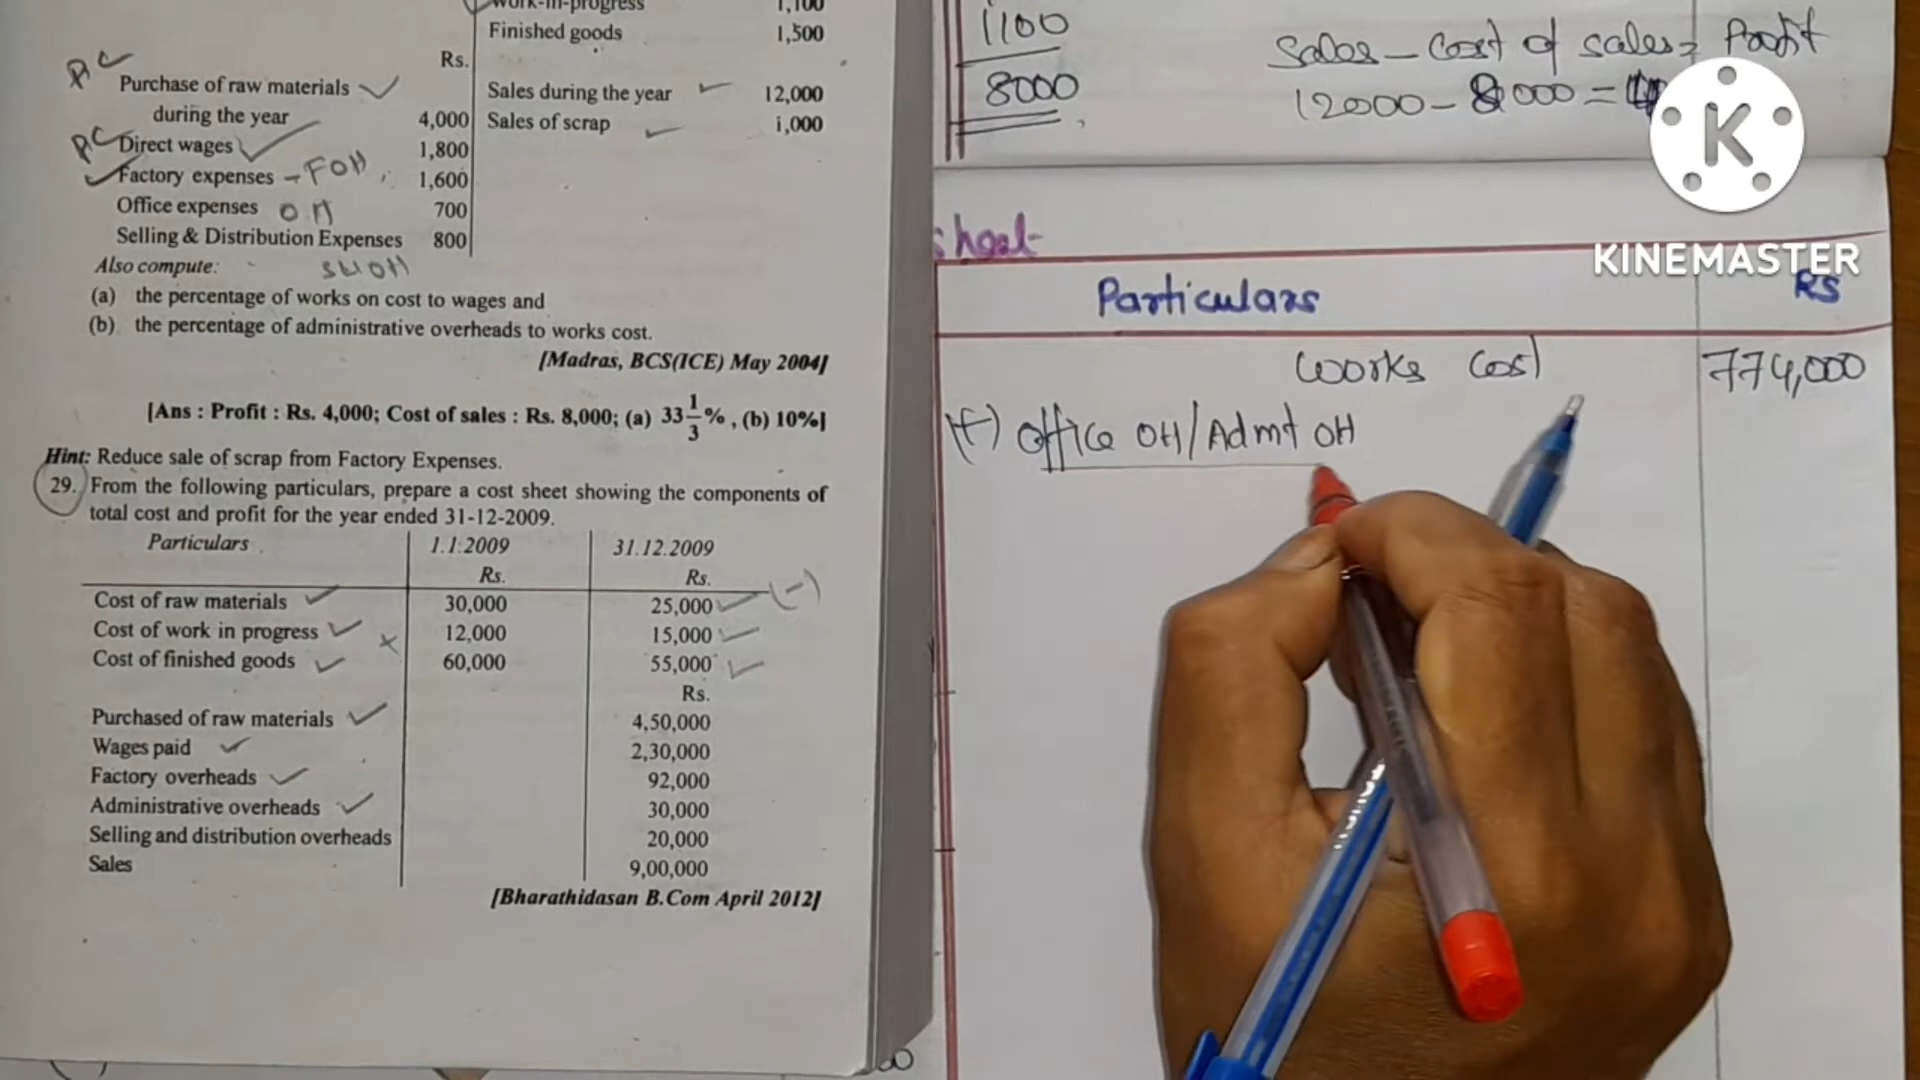 Work-in-progress 1,100
Finished goods 1,500
Rs.
Purchase of raw materials
during the year 4,000
Direct wages 1,800
Factory expenses - FOH 1,600
Office expenses OH 700
Selling & Distribution Expenses 800
Sales during the year 12,000
Sales of scrap 1,000
Also compute:
(a) the percentage of works on cost to wages and
(b) the percentage of administrative overheads to works cost.
[Madras, BCS(ICE) May 2004]
[Ans : Profit : Rs. 4,000; Cost of sales : Rs. 8,000; (a) 33 1/3 % , (b) 10%]
Hint: Reduce sale of scrap from Factory Expenses.
29. From the following particulars, prepare a cost sheet showing the components of
total cost and profit for the year ended 31-12-2009.
Particulars 1.1.2009 31.12.2009
Rs. Rs.
Cost of raw materials 30,000 25,000 (-)
Cost of work in progress + 12,000 15,000
Cost of finished goods 60,000 55,000
Rs.
Purchased of raw materials 4,50,000
Wages paid 2,30,000
Factory overheads 92,000
Administrative overheads 30,000
Selling and distribution overheads 20,000
Sales 9,00,000
[Bharathidasan B.Com April 2012]
1100
8000
Sales - Cost of sales = Profit
12000 - 8000 =
K
KINEMASTER
sheet
Particulars RS
Works Cost 774,000
(+) Office OH/Admt OH